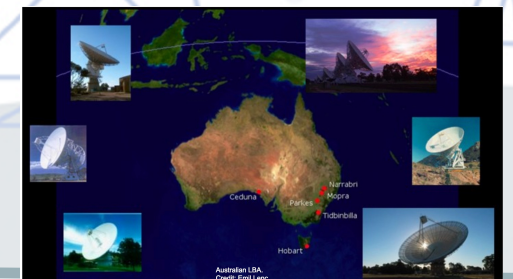 Narrabri
Ceduna
Mopra
Parkes
Tidbinbilla
Hobart
Australian LBA.
Credit: Emil Lenc